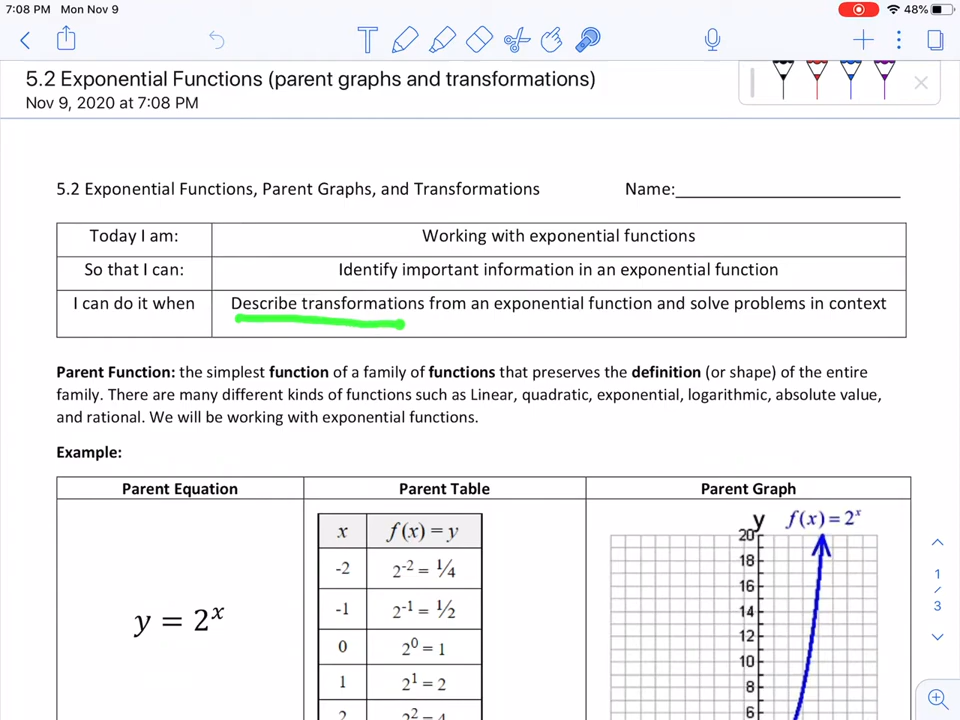 7:08 PM Mon Nov 9
48%
5.2 Exponential Functions (parent graphs and transformations)
Nov 9, 2020 at 7:08 PM
5.2 Exponential Functions, Parent Graphs, and Transformations Name:
Today I am: Working with exponential functions
So that I can: Identify important information in an exponential function
I can do it when Describe transformations from an exponential function and solve problems in context
Parent Function: the simplest function of a family of functions that preserves the definition (or shape) of the entire
family. There are many different kinds of functions such as Linear, quadratic, exponential, logarithmic, absolute value,
and rational. We will be working with exponential functions.
Example:
Parent Equation Parent Table Parent Graph
y = 2ˣ
x f(x) = y
-2 2⁻² = ¼
-1 2⁻¹ = ½
0 2⁰ = 1
1 2¹ = 2
2 2² = 4
y f(x) = 2ˣ
20
18
16
14
12
10
8
6
1
/
3